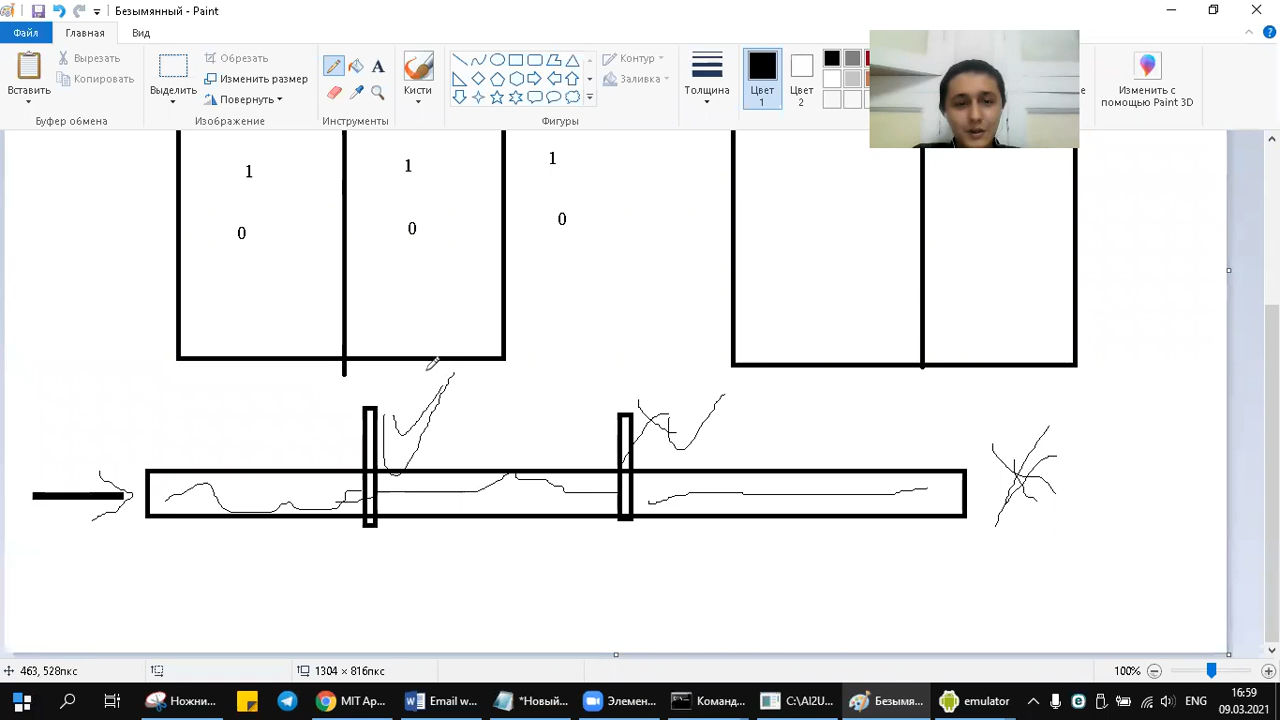 Безымянный - Paint
Файл Главная Вид
Вставить
Вырезать
Копировать
Буфер обмена
Выделить
Обрезать
Изменить размер
Повернуть
Изображение
Инструменты
Кисти
Контур
Заливка
Фигуры
Толщина
Цвет 1
Цвет 2
Изменить с помощью Paint 3D
1 1 1
0 0 0
463, 528пкс 1304 × 816пкс 100%
Ножни... MIT Ap... Email w... *Новый... Элемен... Команд... C:\AI2U... Безымя... emulator ENG 16:59
09.03.2021